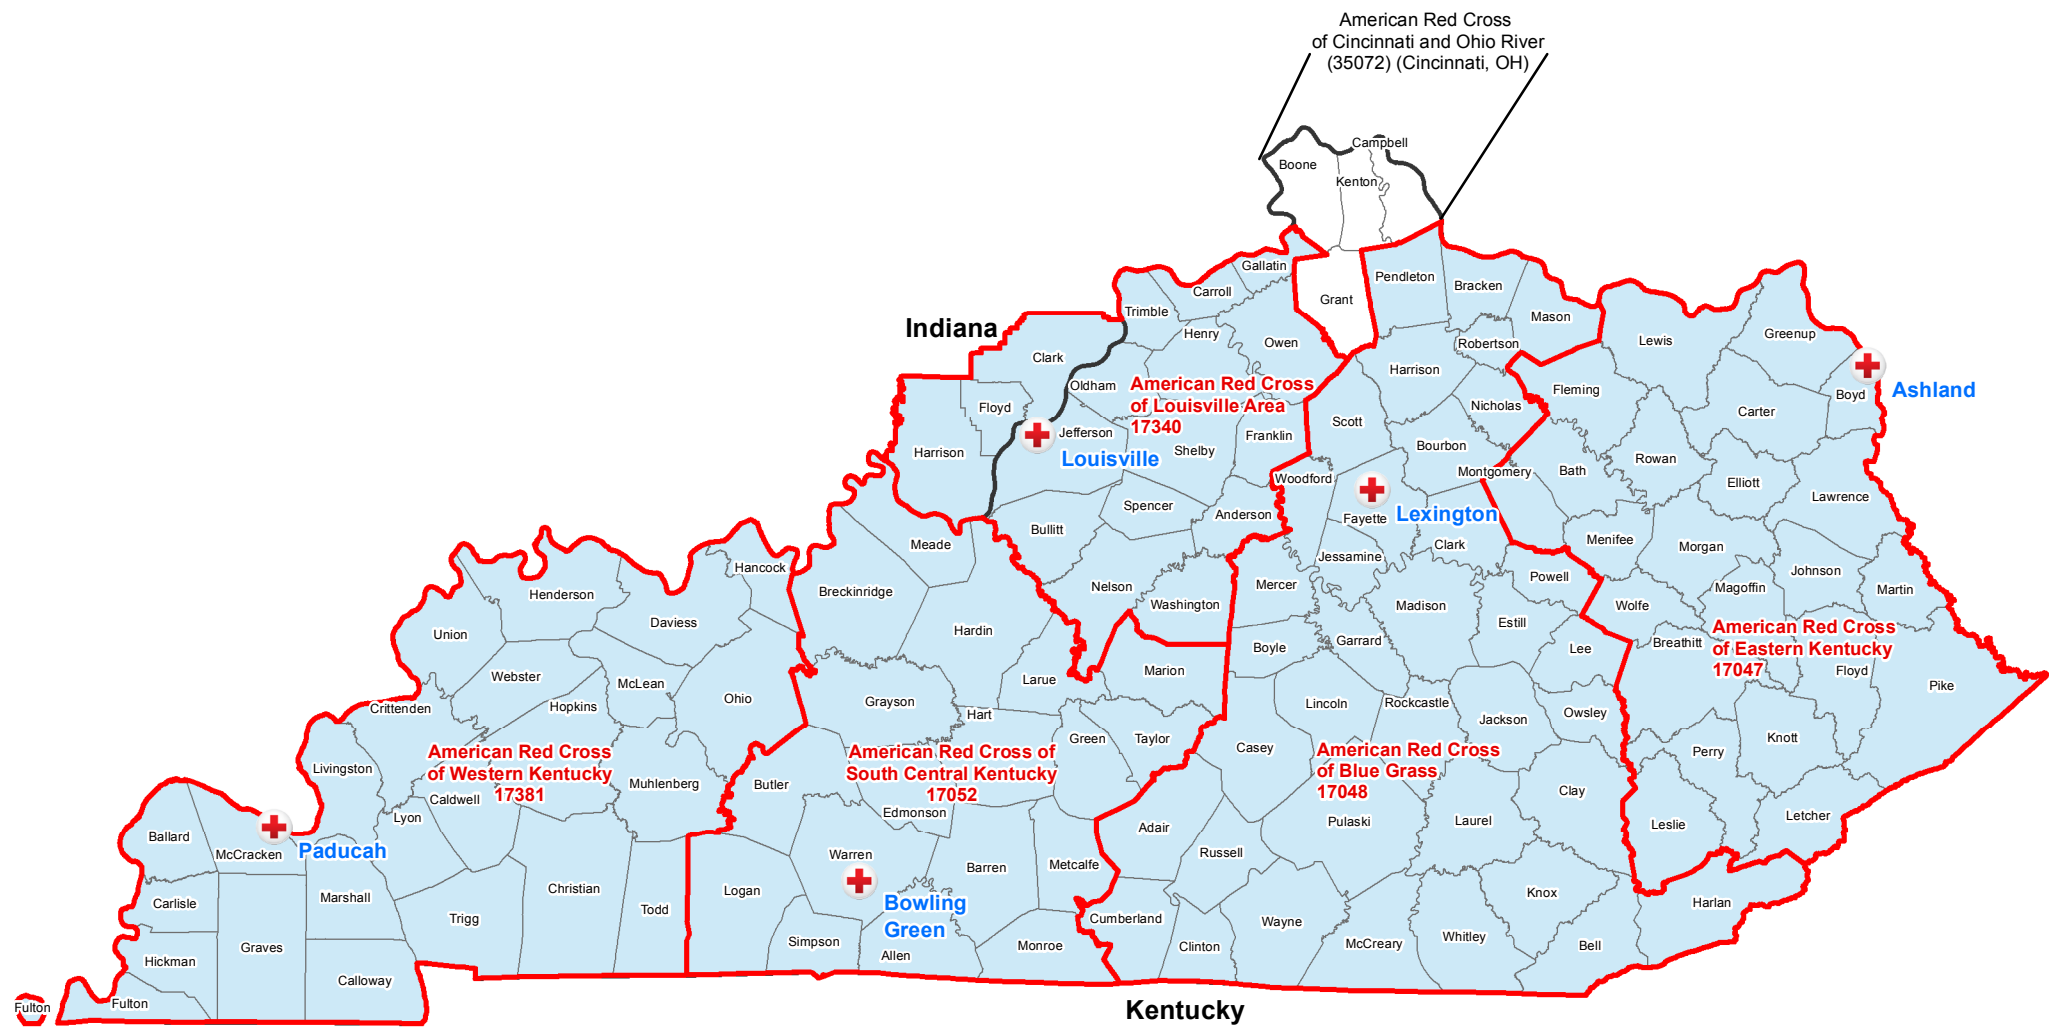 American Red Cross
of Cincinnati and Ohio River
(35072) (Cincinnati, OH)
Campbell
Boone
Kenton
Gallatin
Pendleton
Bracken
Carroll
Grant
Trimble
Mason
Indiana
Henry
Owen
Robertson
Lewis
Greenup
Clark
Harrison
Oldham
American Red Cross
of Louisville Area
17340
Fleming
Boyd
Ashland
Floyd
Nicholas
Carter
Scott
Jefferson
Franklin
Bourbon
Harrison
Louisville
Shelby
Rowan
Woodford
Montgomery
Bath
Elliott
Lawrence
Spencer
Anderson
Fayette
Lexington
Bullitt
Meade
Jessamine
Clark
Menifee
Morgan
Hancock
Breckinridge
Henderson
Nelson
Washington
Mercer
Powell
Johnson
Magoffin
Martin
Madison
Wolfe
Union
Daviess
Hardin
Estill
Garrard
Boyle
Lee
Breathitt
American Red Cross
of Eastern Kentucky
17047
Floyd
Pike
Webster
McLean
Larue
Marion
Ohio
Grayson
Crittenden
Hopkins
Hart
Lincoln
Rockcastle
Jackson
Owsley
Green
Taylor
Casey
Knott
Perry
American Red Cross
of Western Kentucky
17381
American Red Cross of
South Central Kentucky
17052
American Red Cross
of Blue Grass
17048
Livingston
Muhlenberg
Butler
Caldwell
Clay
Lyon
Edmonson
Pulaski
Laurel
Leslie
Letcher
Ballard
McCracken
Paducah
Adair
Russell
Warren
Barren
Metcalfe
Logan
Marshall
Christian
Carlisle
Todd
Trigg
Bowling
Green
Knox
Harlan
Cumberland
Wayne
Graves
Simpson
Allen
Monroe
Clinton
McCreary
Whitley
Bell
Hickman
Calloway
Fulton
Fulton
Kentucky